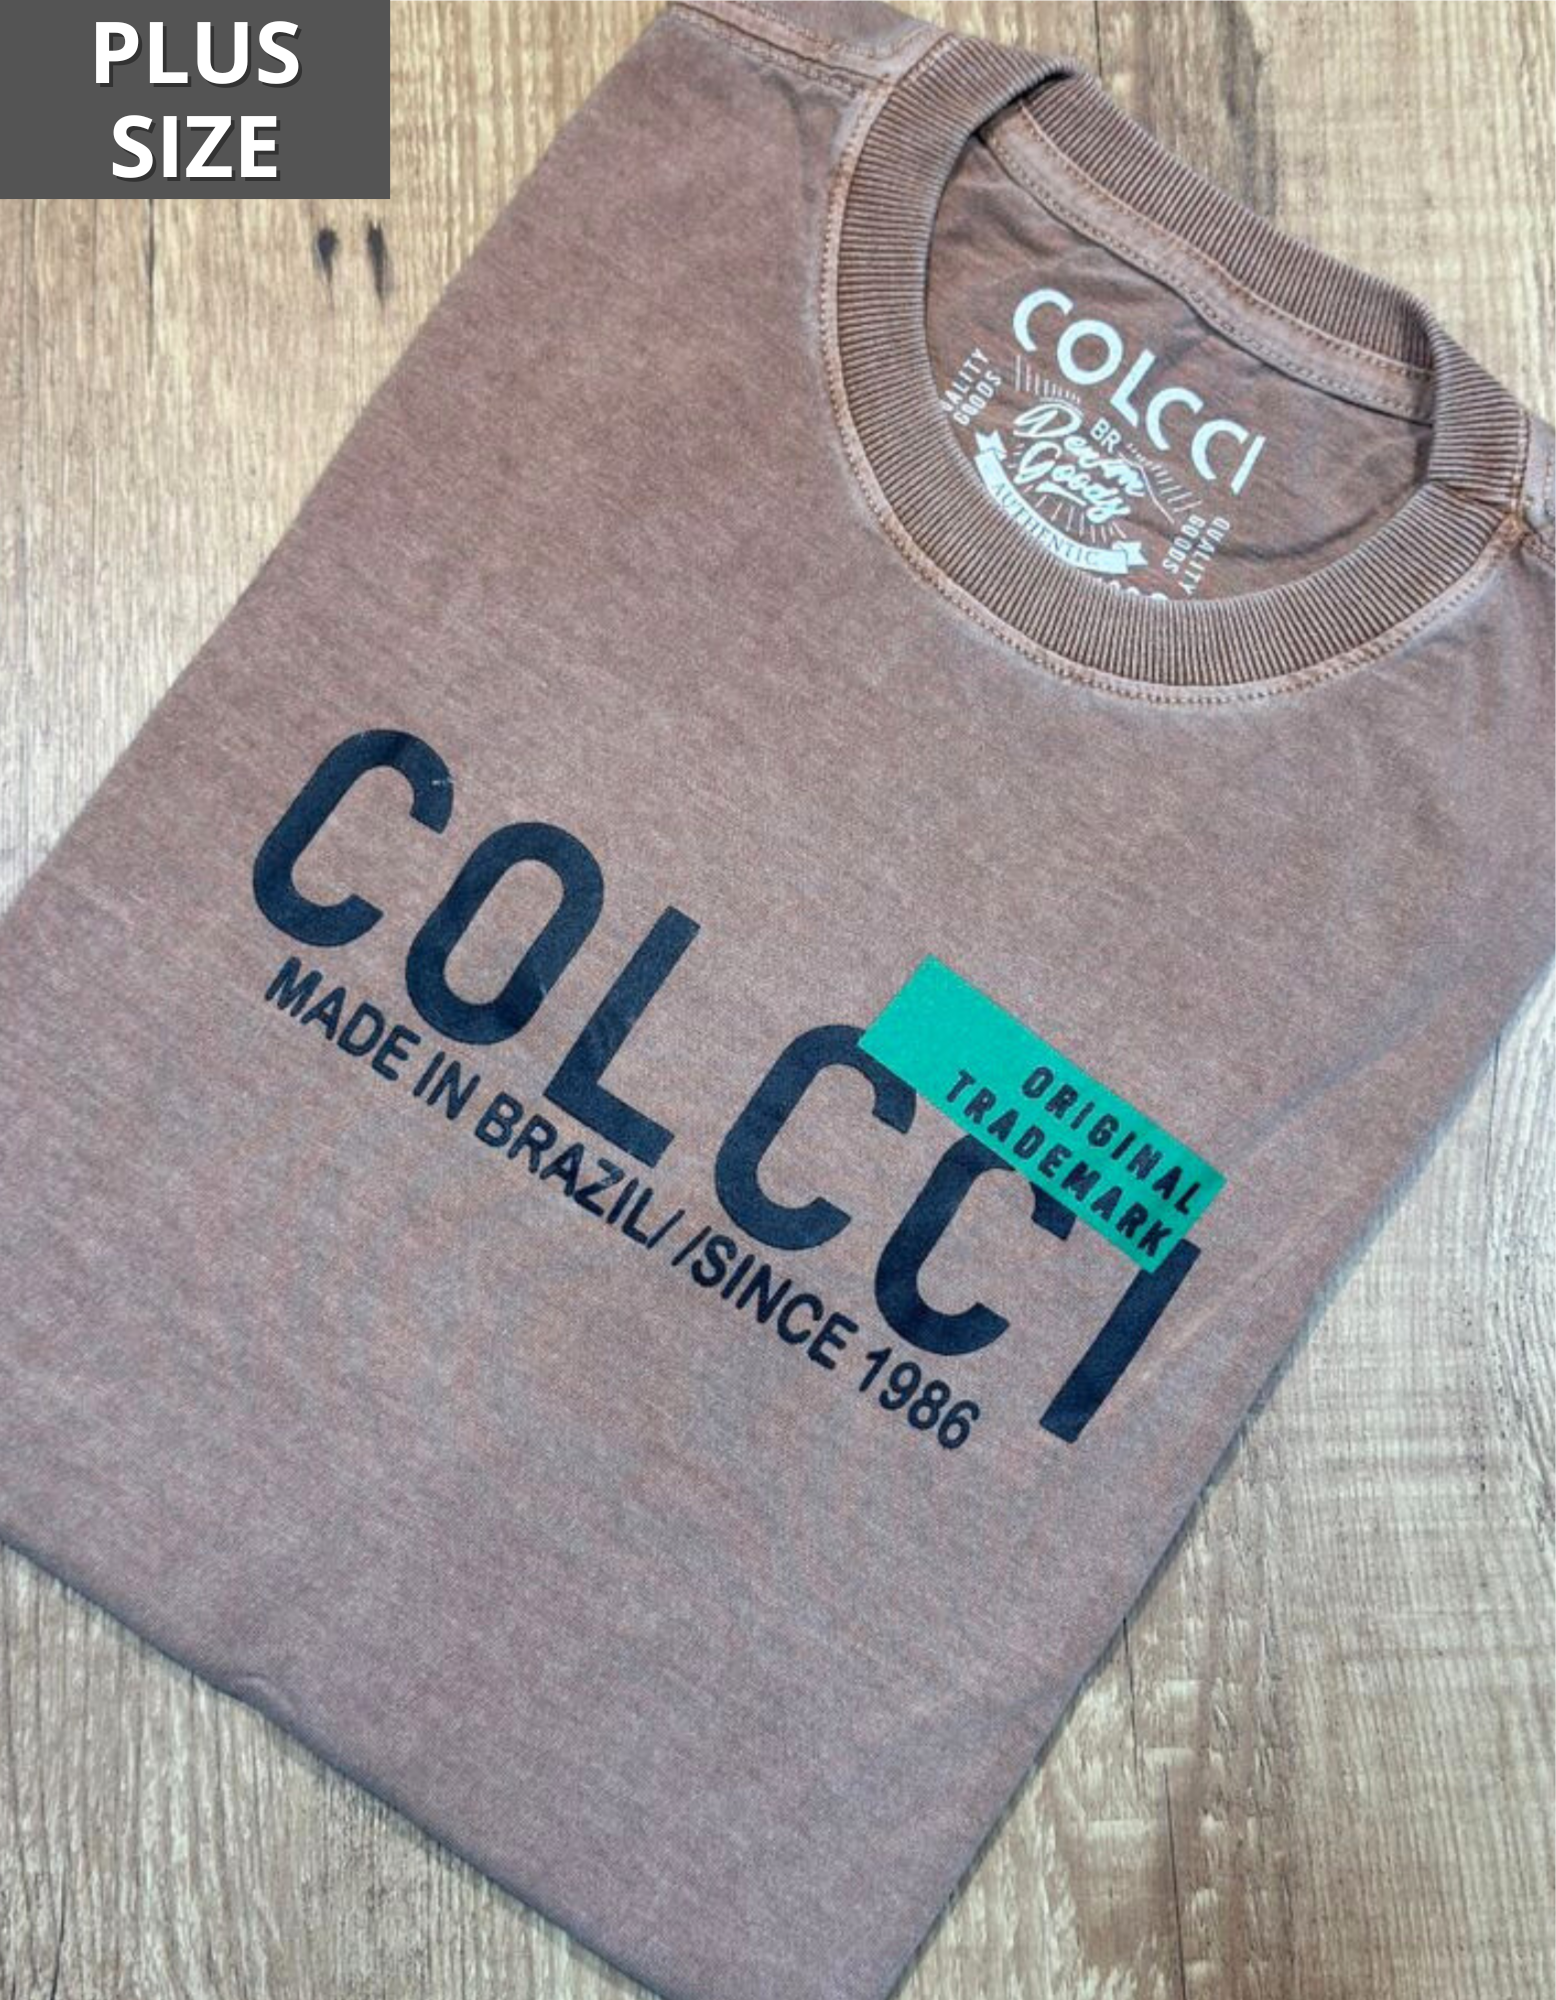 PLUS
SIZE
COLCCI
QUALITY
GOODS
BR
Denim
Goods
AUTHENTIC
QUALITY
GOODS
COLCCI
ORIGINAL
TRADEMARK
MADE IN BRAZIL/ /SINCE 1986